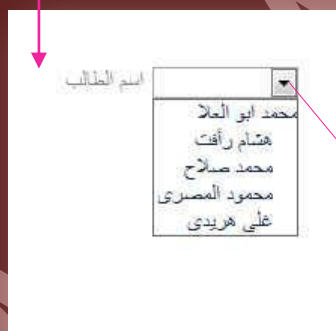 اسم الطالب
محمد ابو العلا
هشام رأفت
محمد صلاح
محمود المصرى
على هريدى